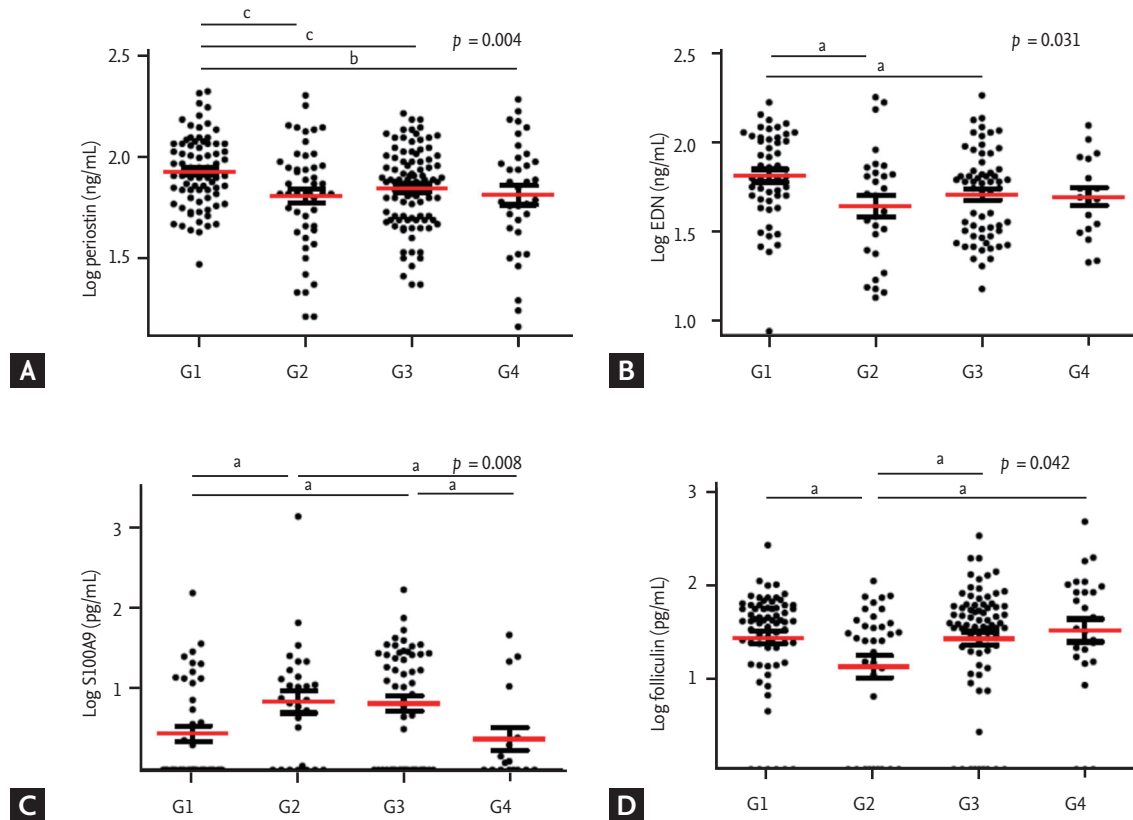 c
c
p = 0.004
b
2.5
2.0
1.5
Log periostin (ng/mL)
G1 G2 G3 G4
A
a
p = 0.031
a
2.5
2.0
1.5
1.0
Log EDN (ng/mL)
G1 G2 G3 G4
B
a a p = 0.008
a a
3
2
1
Log S100A9 (pg/mL)
G1 G2 G3 G4
C
a p = 0.042
a a
3
2
1
0
Log folliculin (pg/mL)
G1 G2 G3 G4
D